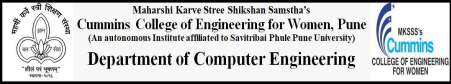 Maharshi Karve Stree Shikshan Samstha's
Cummins College of Engineering for Women, Pune
(An autonomous Institute affiliated to Savitribai Phule Pune University)
Department of Computer Engineering
MKSSS's
Cummins
COLLEGE OF ENGINEERING
FOR WOMEN